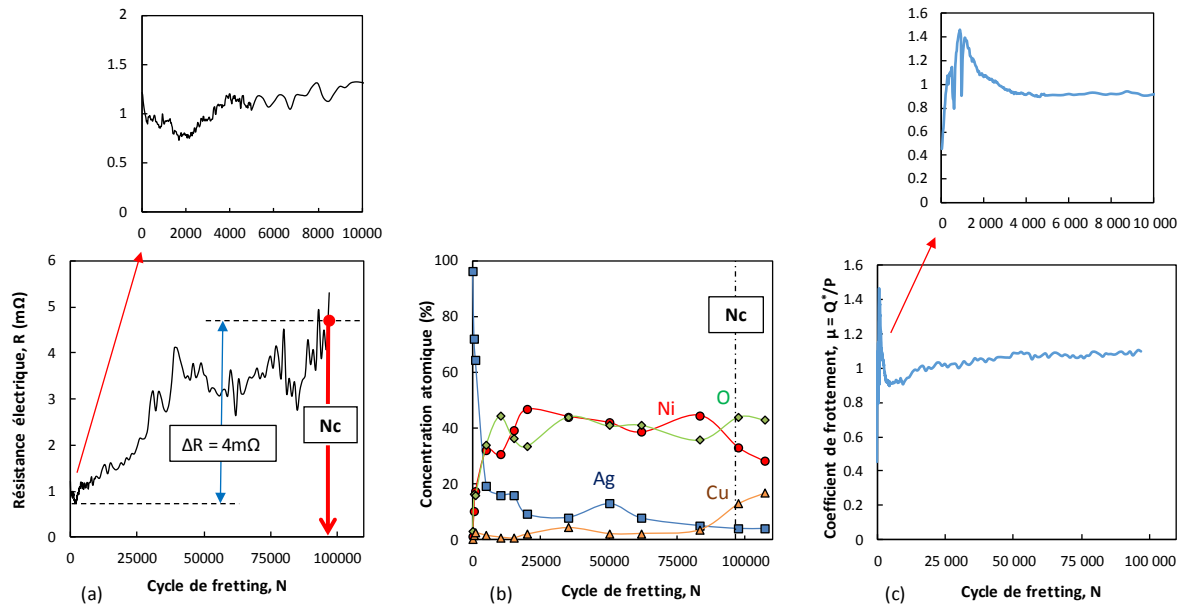 2
1.5
1
0.5
0
0 2000 4000 6000 8000 10000
1.6
1.4
1.2
1.0
0.8
0.6
0.4
0.2
0.0
0 2 000 4 000 6 000 8 000 10 000
Résistance électrique, R (mΩ)
6
5
4
3
2
1
0
ΔR = 4mΩ
Nc
0 25000 50000 75000 100000
(a) Cycle de fretting, N
Concentration atomique (%)
100
80
60
40
20
0
Nc
Ni
O
Ag
Cu
0 25000 50000 75000 100000
(b) Cycle de fretting, N
Coefficient de frottement, µ = Q*/P
1.6
1.4
1.2
1
0.8
0.6
0.4
0.2
0
0 25 000 50 000 75 000 100 000
(c) Cycle de fretting, N